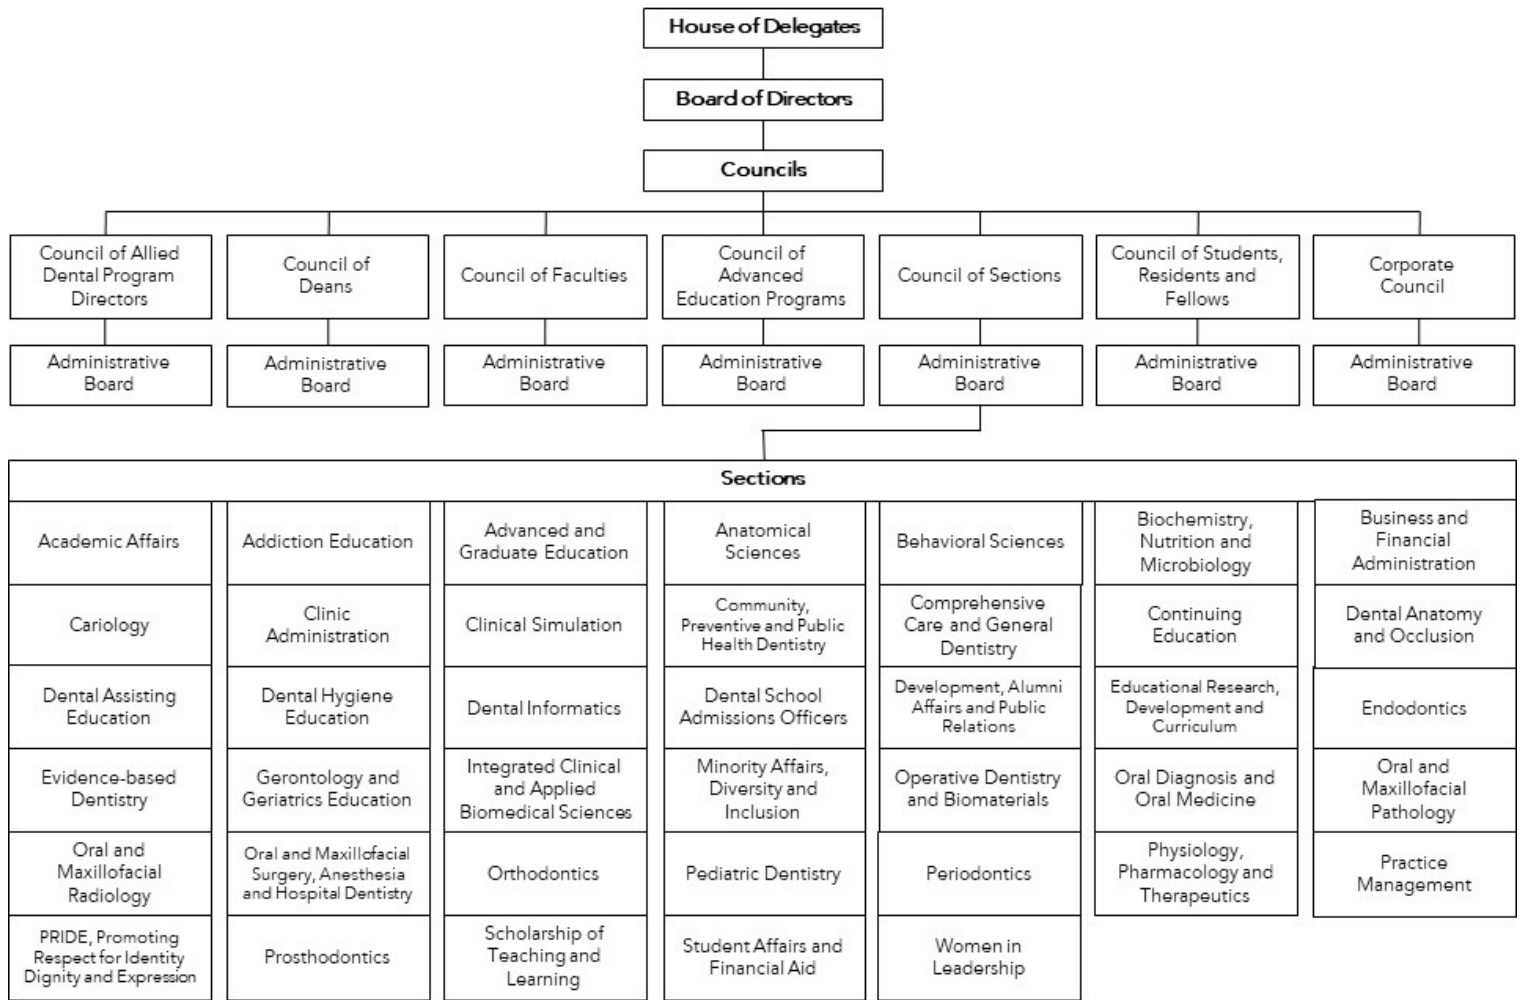 House of Delegates
Board of Directors
Councils
Council of Allied
Dental Program
Directors
Council of
Deans
Council of Faculties
Council of
Advanced
Education Programs
Council of Sections
Council of Students,
Residents and
Fellows
Corporate
Council
Administrative
Board
Administrative
Board
Administrative
Board
Administrative
Board
Administrative
Board
Administrative
Board
Administrative
Board
Sections
Academic Affairs
Addiction Education
Advanced and
Graduate Education
Anatomical
Sciences
Behavioral Sciences
Biochemistry,
Nutrition and
Microbiology
Business and
Financial
Administration
Cariology
Clinic
Administration
Clinical Simulation
Community,
Preventive and Public
Health Dentistry
Comprehensive
Care and General
Dentistry
Continuing
Education
Dental Anatomy
and Occlusion
Dental Assisting
Education
Dental Hygiene
Education
Dental Informatics
Dental School
Admissions Officers
Development, Alumni
Affairs and Public
Relations
Educational Research,
Development and
Curriculum
Endodontics
Evidence-based
Dentistry
Gerontology and
Geriatrics Education
Integrated Clinical
and Applied
Biomedical Sciences
Minority Affairs,
Diversity and
Inclusion
Operative Dentistry
and Biomaterials
Oral Diagnosis and
Oral Medicine
Oral and
Maxillofacial
Pathology
Oral and
Maxillofacial
Radiology
Oral and Maxillofacial
Surgery, Anesthesia
and Hospital Dentistry
Orthodontics
Pediatric Dentistry
Periodontics
Physiology,
Pharmacology and
Therapeutics
Practice
Management
PRIDE, Promoting
Respect for Identity
Dignity and Expression
Prosthodontics
Scholarship of
Teaching and
Learning
Student Affairs and
Financial Aid
Women in
Leadership